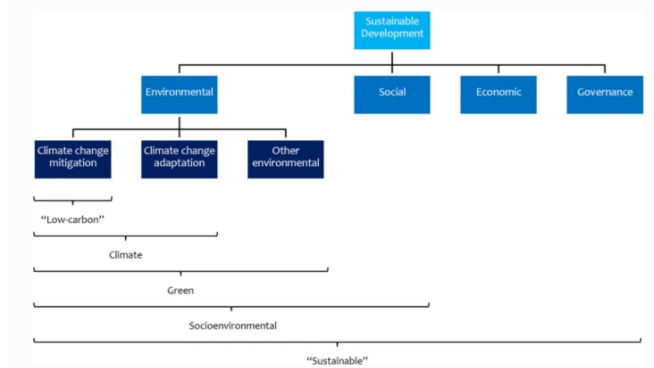 Sustainable
Development
Environmental
Social
Economic
Governance
Climate change
mitigation
Climate change
adaptation
Other
environmental
“Low-carbon”
Climate
Green
Socioenvironmental
“Sustainable”